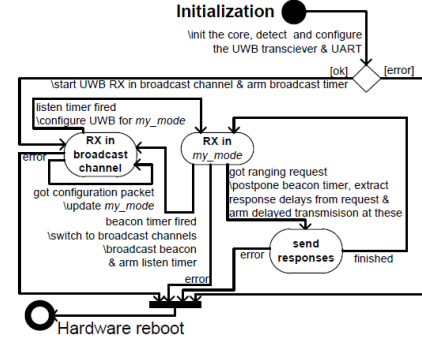 Initialization
\init the core, detect and configure
the UWB transciever & UART
[ok]
[error]
\start UWB RX in broadcast channel & arm broadcast timer
listen timer fired
\configure UWB for my_mode
RX in
broadcast
channel
RX in
my_mode
error
got configuration packet
\update my_mode
got ranging request
\postpone beacon timer, extract
response delays from request &
arm delayed transmisison at these
beacon timer fired
\switch to broadcast channels
\broadcast beacon
& arm listen timer
send
responses
error
error
finished
Hardware reboot